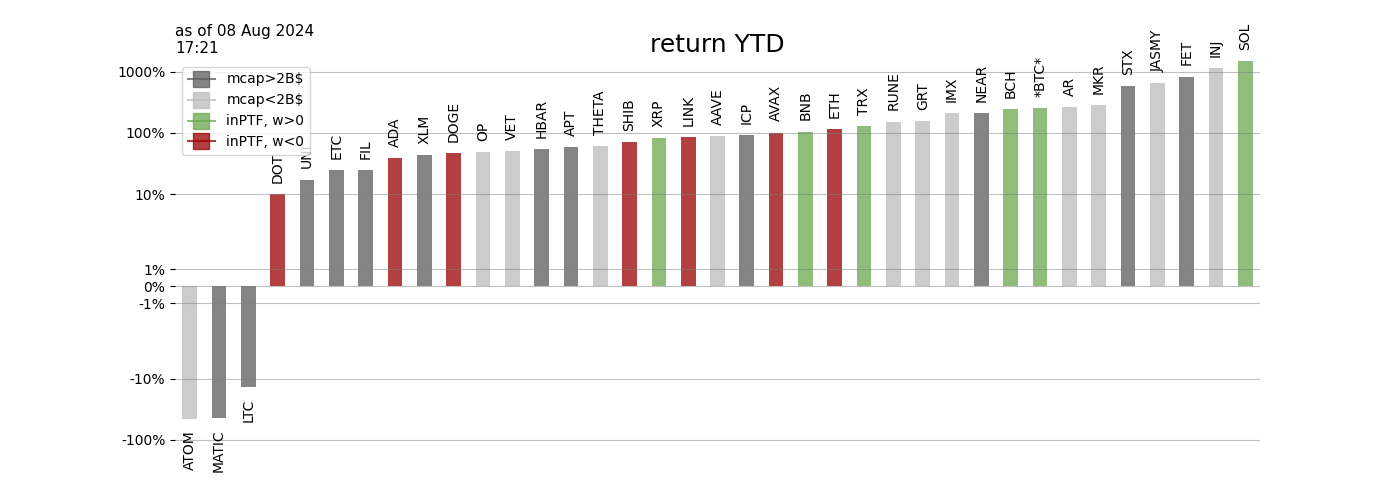 as of 08 Aug 2024
17:21
return YTD
mcap>2B$
mcap<2B$
inPTF, w>0
inPTF, w<0
1000%
100%
10%
1%
0%
-1%
-10%
-100%
ATOM
MATIC
LTC
DOT
ETC
FIL
ADA
XLM
DOGE
OP
VET
HBAR
APT
THETA
SHIB
XRP
LINK
AAVE
ICP
AVAX
BNB
ETH
TRX
RUNE
GRT
IMX
NEAR
BCH
*BTC*
AR
MKR
STX
JASMY
FET
INJ
SOL